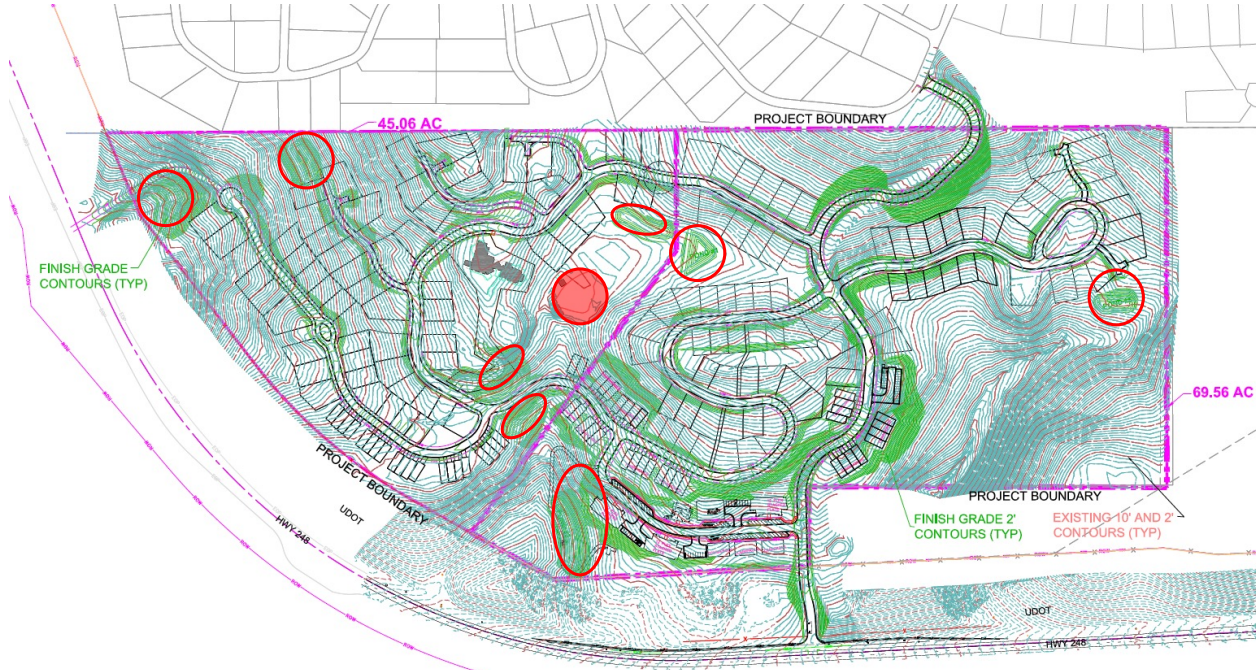 45.06 AC
PROJECT BOUNDARY
FINISH GRADE
CONTOURS (TYP)
69.56 AC
PROJECT BOUNDARY
PROJECT BOUNDARY
UDOT
HWY 248
FINISH GRADE 2'
CONTOURS (TYP)
EXISTING 10' AND 2'
CONTOURS (TYP)
UDOT
HWY 248